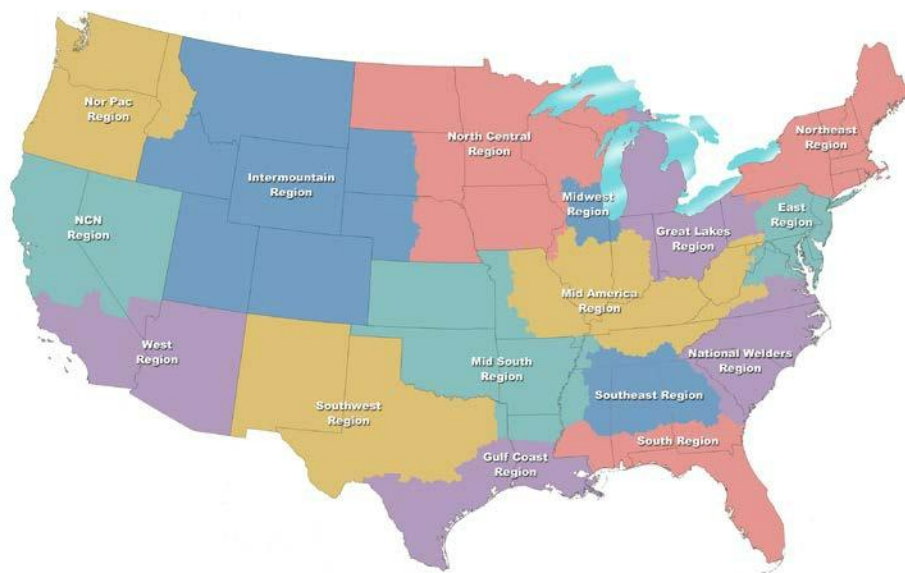 Nor Pac
Region
North Central
Region
Northeast
Region
Intermountain
Region
Midwest
Region
East
Region
NCN
Region
Great Lakes
Region
Mid America
Region
West
Region
Mid South
Region
National Welders
Region
Southwest
Region
Southeast Region
South Region
Gulf Coast
Region